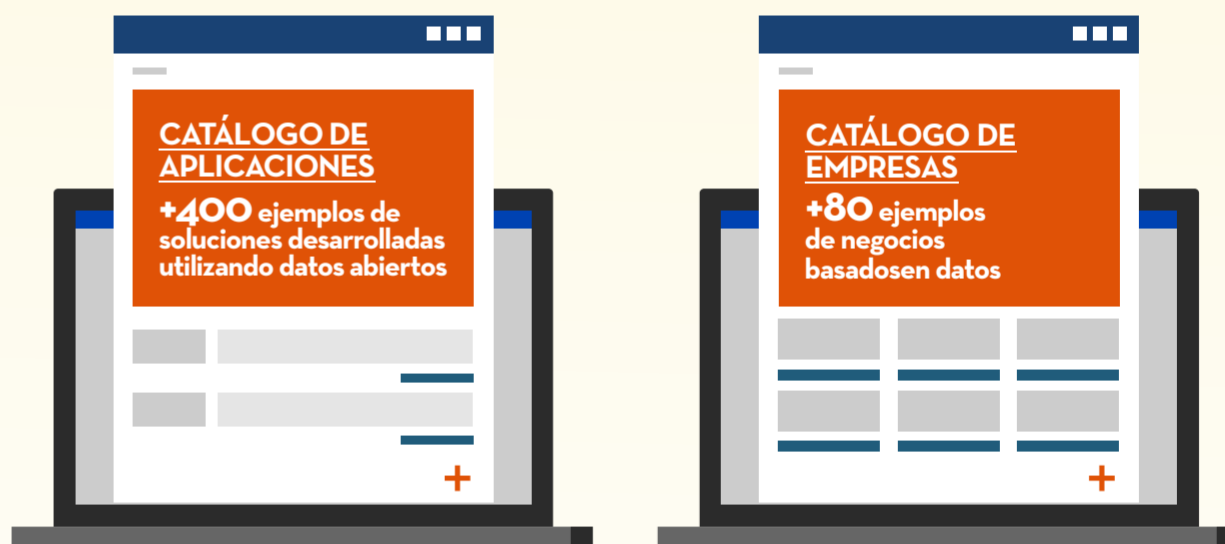 CATÁLOGO DE
APLICACIONES
+400 ejemplos de
soluciones desarrolladas
utilizando datos abiertos
CATÁLOGO DE
EMPRESAS
+80 ejemplos
de negocios
basadosen datos